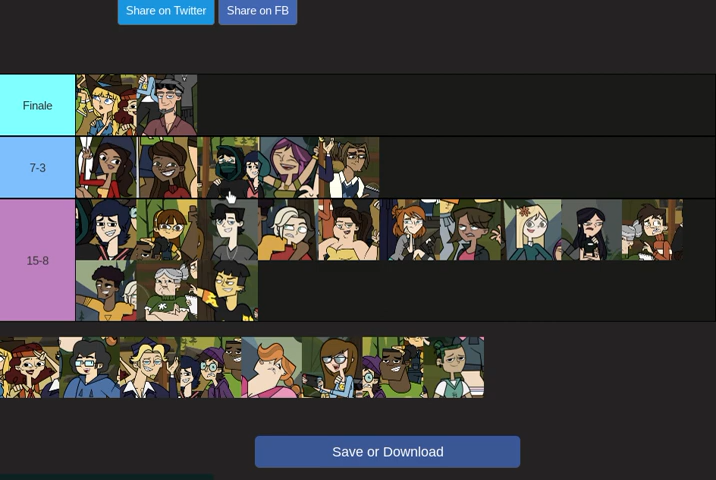 Share on Twitter Share on FB
Finale
7-3
15-8
Save or Download